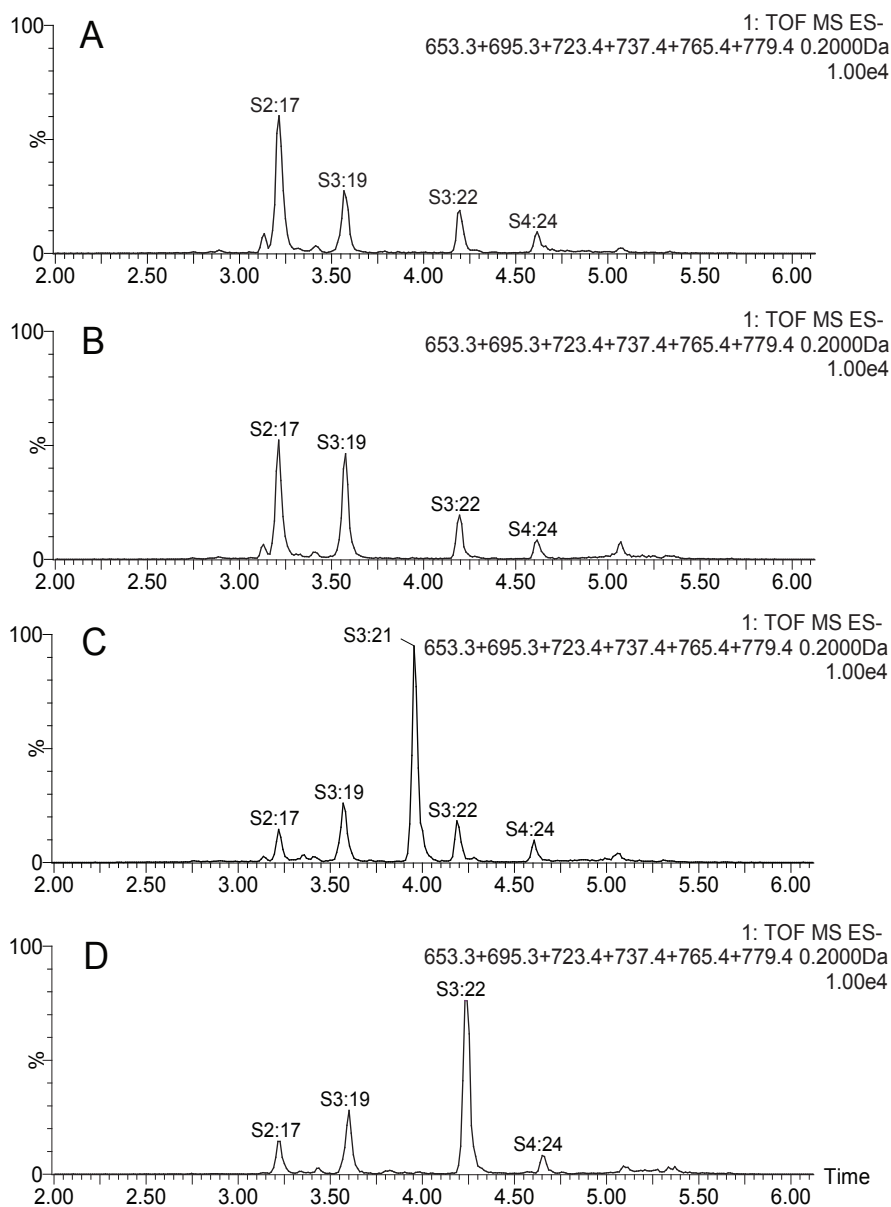 A
1: TOF MS ES-
653.3+695.3+723.4+737.4+765.4+779.4 0.2000Da
1.00e4
100
%
0
S2:17
S3:19
S3:22
S4:24
2.00 2.50 3.00 3.50 4.00 4.50 5.00 5.50 6.00
B
1: TOF MS ES-
653.3+695.3+723.4+737.4+765.4+779.4 0.2000Da
1.00e4
100
%
0
S2:17
S3:19
S3:22
S4:24
2.00 2.50 3.00 3.50 4.00 4.50 5.00 5.50 6.00
C
1: TOF MS ES-
653.3+695.3+723.4+737.4+765.4+779.4 0.2000Da
1.00e4
100
%
0
S3:21
S2:17
S3:19
S3:22
S4:24
2.00 2.50 3.00 3.50 4.00 4.50 5.00 5.50 6.00
D
1: TOF MS ES-
653.3+695.3+723.4+737.4+765.4+779.4 0.2000Da
1.00e4
100
%
0
S3:22
S2:17
S3:19
S4:24
Time
2.00 2.50 3.00 3.50 4.00 4.50 5.00 5.50 6.00